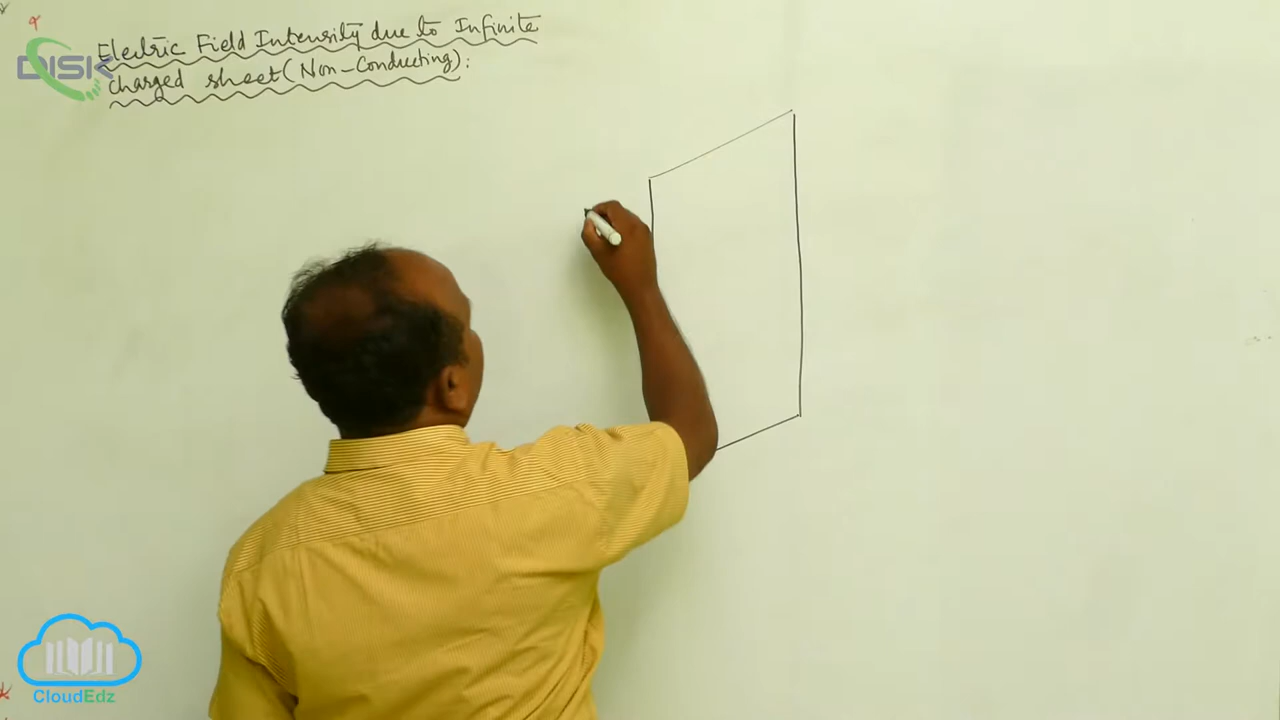 Electric Field Intensity due to Infinite
charged sheet (Non-Conducting):
DISK
CloudEdz